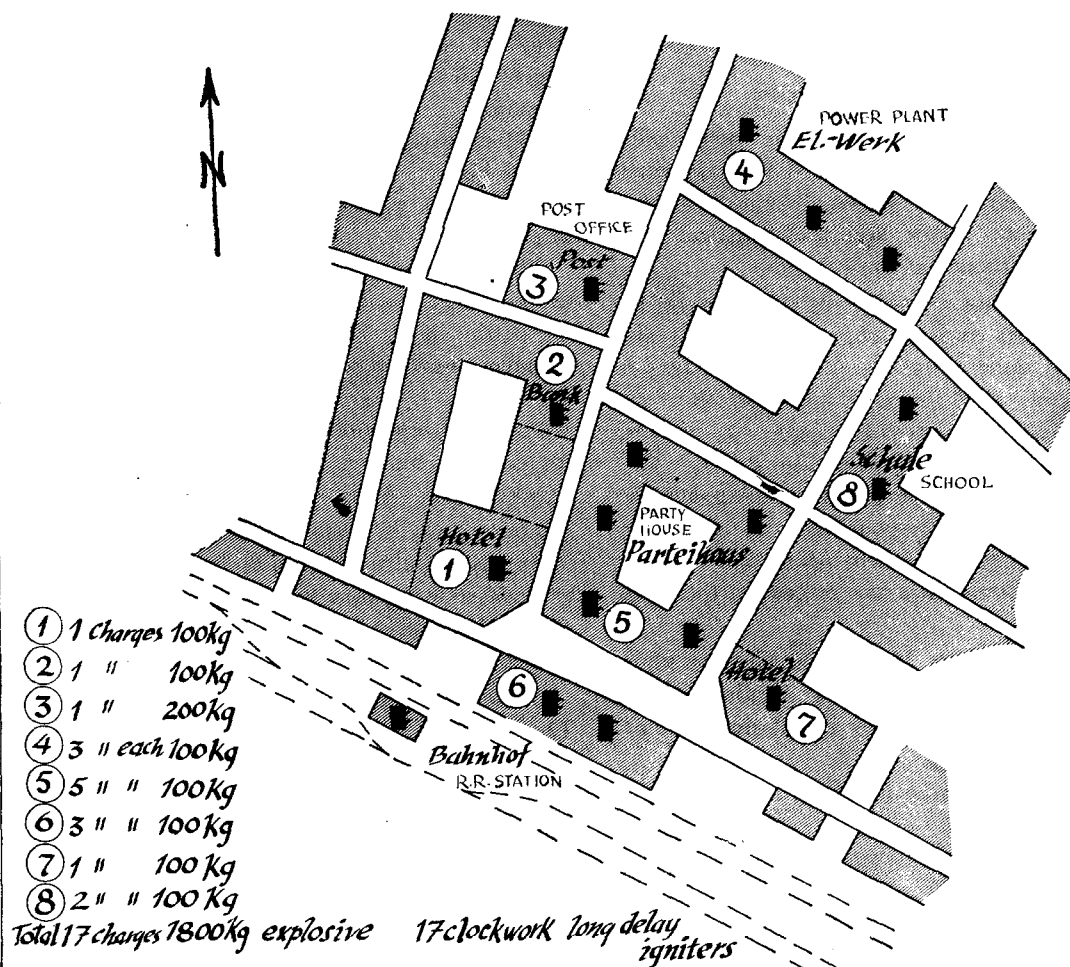 N
POWER PLANT
El.-Werk
4
POST
OFFICE
Post
3
2
Bank
Schule
SCHOOL
8
PARTY
HOUSE
Parteihaus
5
Hotel
1
Hotel
7
6
Bahnhof
R.R. STATION
1 1 Charges 100Kg
2 1 " 100Kg
3 1 " 200Kg
4 3 " each 100Kg
5 5 " " 100Kg
6 3 " " 100Kg
7 1 " 100Kg
8 2 " " 100Kg
Total 17 charges 1800Kg explosive 17 clockwork long delay
igniters